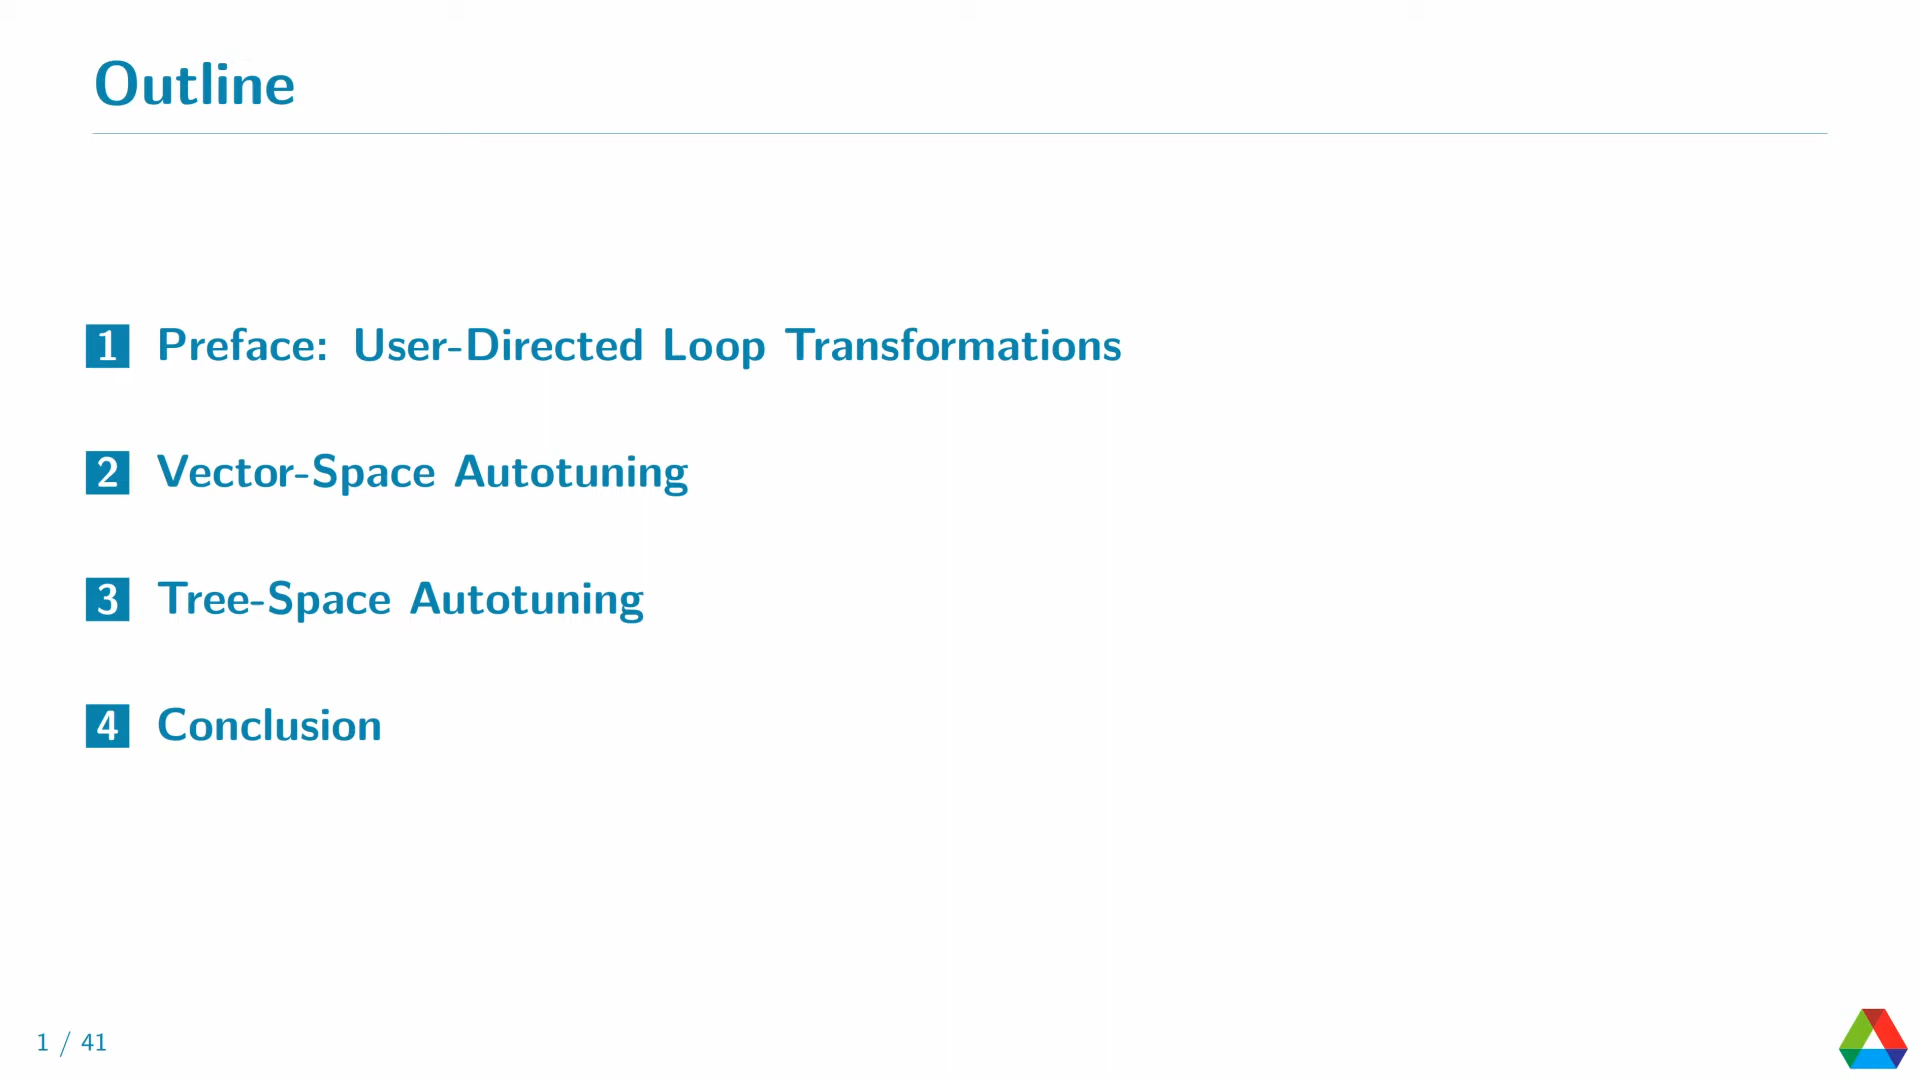 Outline
1 Preface: User-Directed Loop Transformations
2 Vector-Space Autotuning
3 Tree-Space Autotuning
4 Conclusion
1 / 41